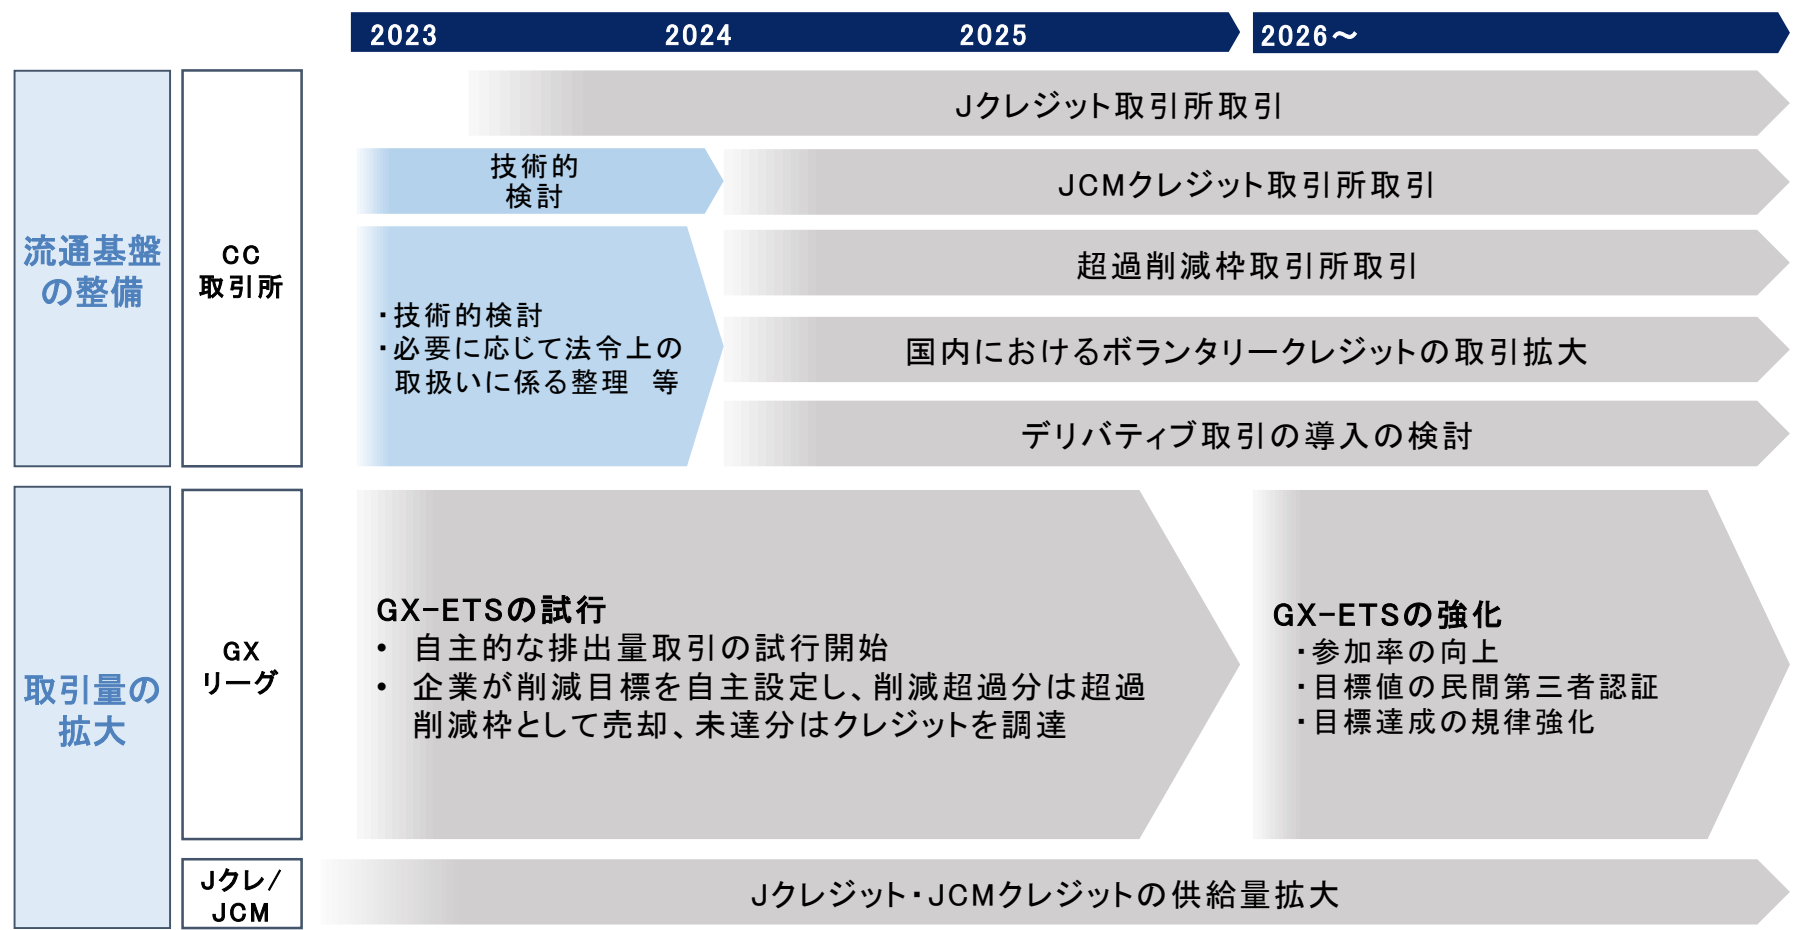 2023 2024 2025 2026～
流通基盤
の整備
CC
取引所
Jクレジット取引所取引
技術的
検討
JCMクレジット取引所取引
・技術的検討
・必要に応じて法令上の
取扱いに係る整理　等
超過削減枠取引所取引
国内におけるボランタリークレジットの取引拡大
デリバティブ取引の導入の検討
取引量の
拡大
GX
リーグ
GX-ETSの試行
• 自主的な排出量取引の試行開始
• 企業が削減目標を自主設定し、削減超過分は超過
削減枠として売却、未達分はクレジットを調達
GX-ETSの強化
・参加率の向上
・目標値の民間第三者認証
・目標達成の規律強化
Jクレ/
JCM
Jクレジット・JCMクレジットの供給量拡大